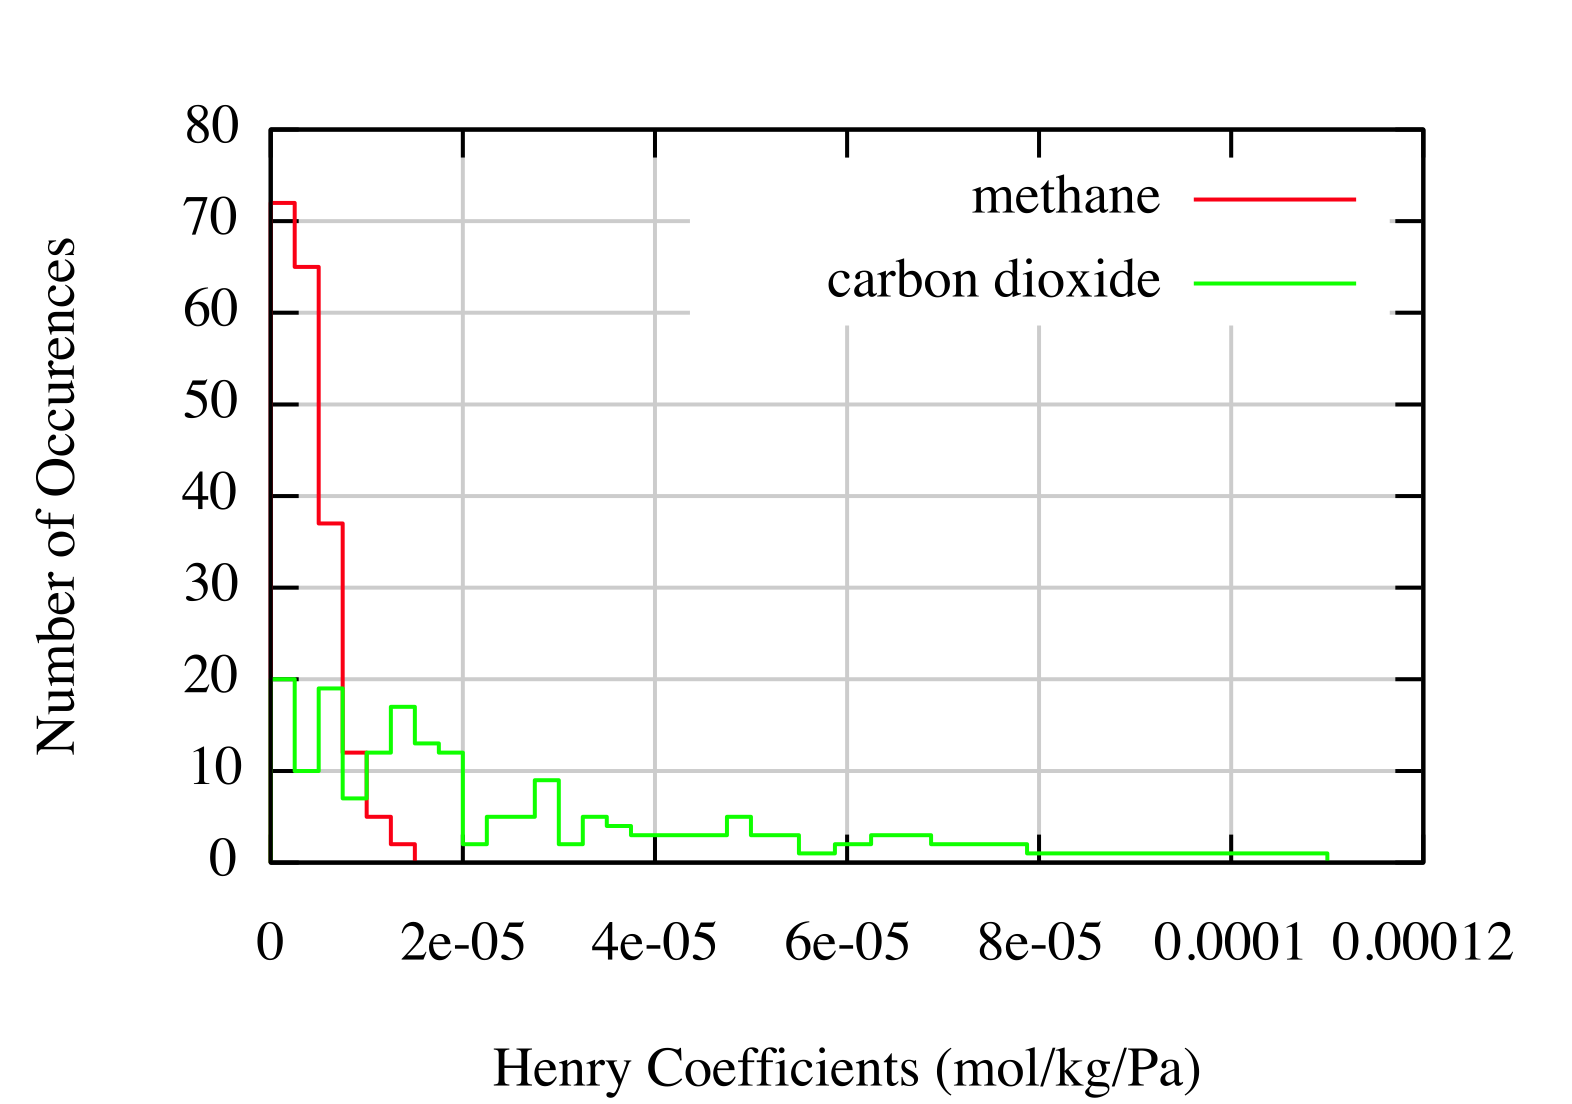 80
70
60
50
40
30
20
10
0
Number of Occurences
methane
carbon dioxide
0 2e-05 4e-05 6e-05 8e-05 0.0001 0.00012
Henry Coefficients (mol/kg/Pa)